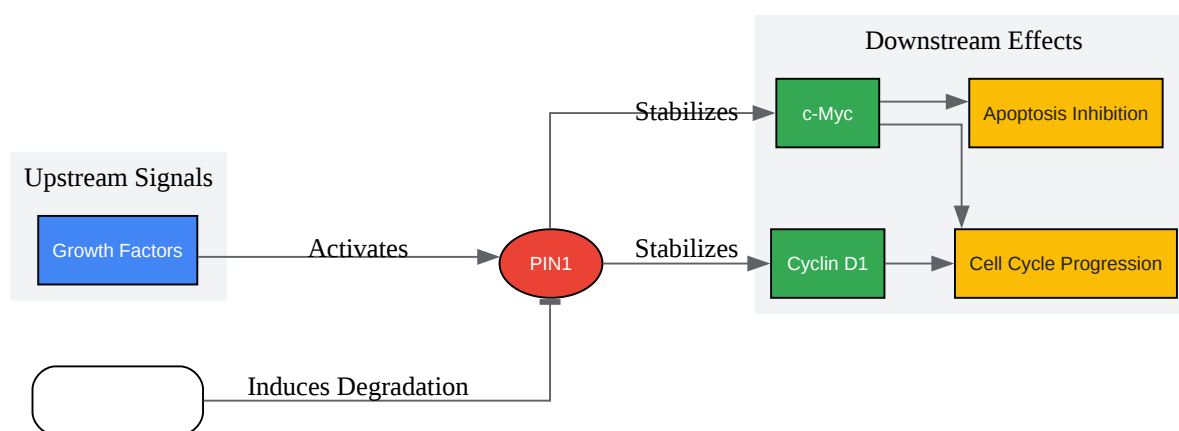 Downstream Effects
Stabilizes
c-Myc
Apoptosis Inhibition
Upstream Signals
Growth Factors
Activates
PIN1
Stabilizes
Cyclin D1
Cell Cycle Progression
Induces Degradation